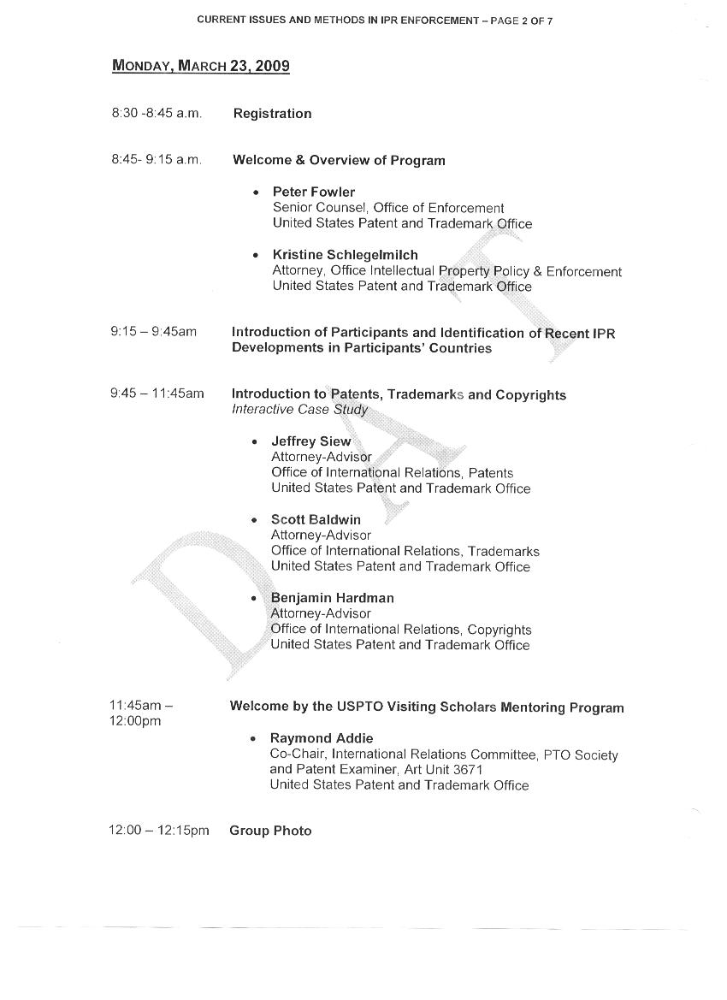 CURRENT ISSUES AND METHODS IN IPR ENFORCEMENT – PAGE 2 OF 7
MONDAY, MARCH 23, 2009
8:30 -8:45 a.m. Registration
8:45- 9:15 a.m. Welcome & Overview of Program
• Peter Fowler
Senior Counsel, Office of Enforcement
United States Patent and Trademark Office
• Kristine Schlegelmilch
Attorney, Office Intellectual Property Policy & Enforcement
United States Patent and Trademark Office
9:15 – 9:45am Introduction of Participants and Identification of Recent IPR
Developments in Participants' Countries
9:45 – 11:45am Introduction to Patents, Trademarks and Copyrights
Interactive Case Study
• Jeffrey Siew
Attorney-Advisor
Office of International Relations, Patents
United States Patent and Trademark Office
• Scott Baldwin
Attorney-Advisor
Office of International Relations, Trademarks
United States Patent and Trademark Office
• Benjamin Hardman
Attorney-Advisor
Office of International Relations, Copyrights
United States Patent and Trademark Office
11:45am – Welcome by the USPTO Visiting Scholars Mentoring Program
12:00pm
• Raymond Addie
Co-Chair, International Relations Committee, PTO Society
and Patent Examiner, Art Unit 3671
United States Patent and Trademark Office
12:00 – 12:15pm Group Photo
D A T